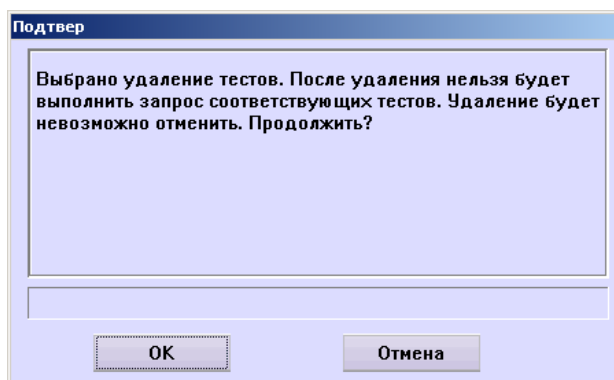 Подтвер
Выбрано удаление тестов. После удаления нельзя будет
выполнить запрос соответствующих тестов. Удаление будет
невозможно отменить. Продолжить?
OK
Отмена